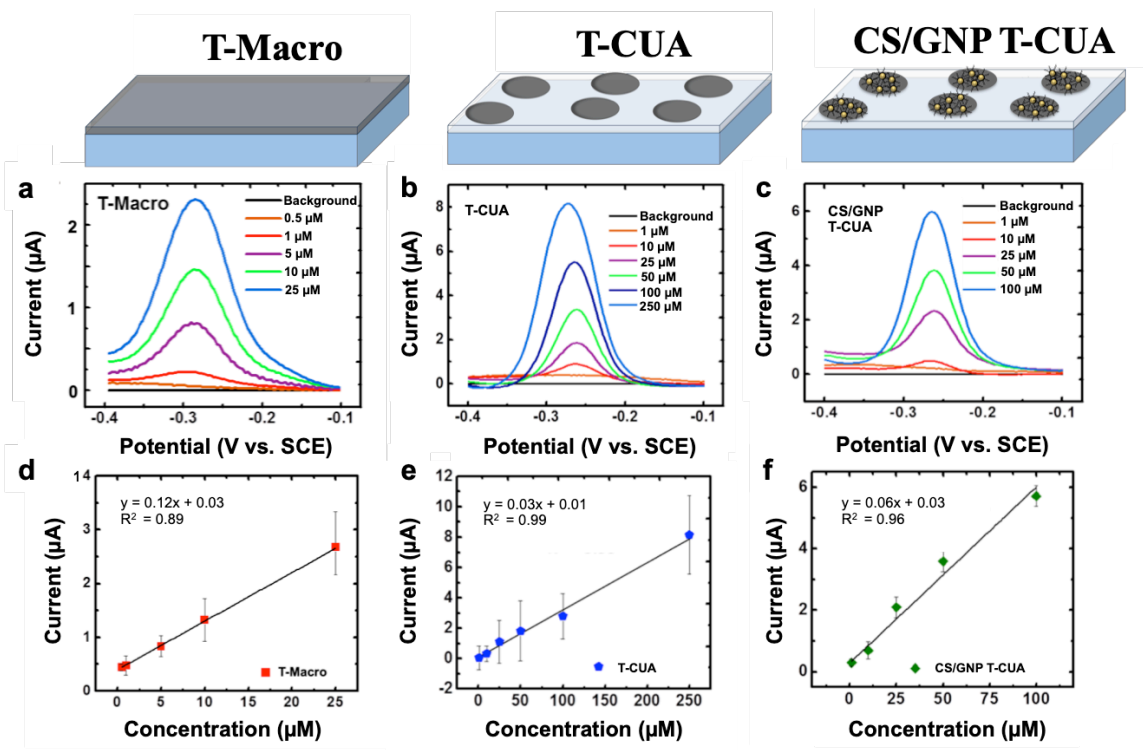 T-Macro
T-CUA
CS/GNP T-CUA
a
T-Macro
Background
0.5 µM
1 µM
5 µM
10 µM
25 µM
2
1
0
-0.4
-0.3
-0.2
-0.1
Current (µA)
Potential (V vs. SCE)
b
T-CUA
Background
1 µM
10 µM
25 µM
50 µM
100 µM
250 µM
8
6
4
2
0
-0.4
-0.3
-0.2
-0.1
Current (µA)
Potential (V vs. SCE)
c
CS/GNP
T-CUA
Background
1 µM
10 µM
25 µM
50 µM
100 µM
6
4
2
0
-0.4
-0.3
-0.2
-0.1
Current (µA)
Potential (V vs. SCE)
d
y = 0.12x + 0.03
R² = 0.89
14
3
2
1
0
0
5
10
15
20
25
T-Macro
Current (µA)
Concentration (µM)
e
y = 0.03x + 0.01
R² = 0.99
12
10
8
6
4
2
0
-2
0
50
100
150
200
250
T-CUA
Current (µA)
Concentration (µM)
f
y = 0.06x + 0.03
R² = 0.96
6
4
2
0
0
25
50
75
100
CS/GNP T-CUA
Current (µA)
Concentration (µM)